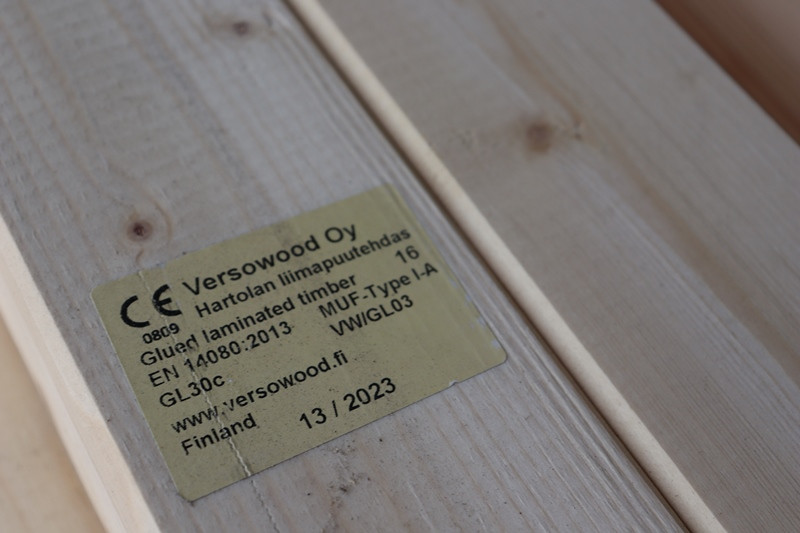 CE Versowood Oy
0809 Hartolan liimapuutehdas
Glued laminated timber 16
EN 14080:2013 MUF-Type I-A
GL30c VW/GL03
www.versowood.fi
Finland 13 / 2023